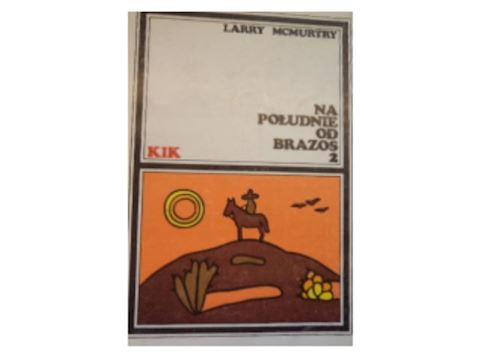 LARRY MCMURTRY
NA
POŁUDNIE
OD
BRAZOS
2
KIK